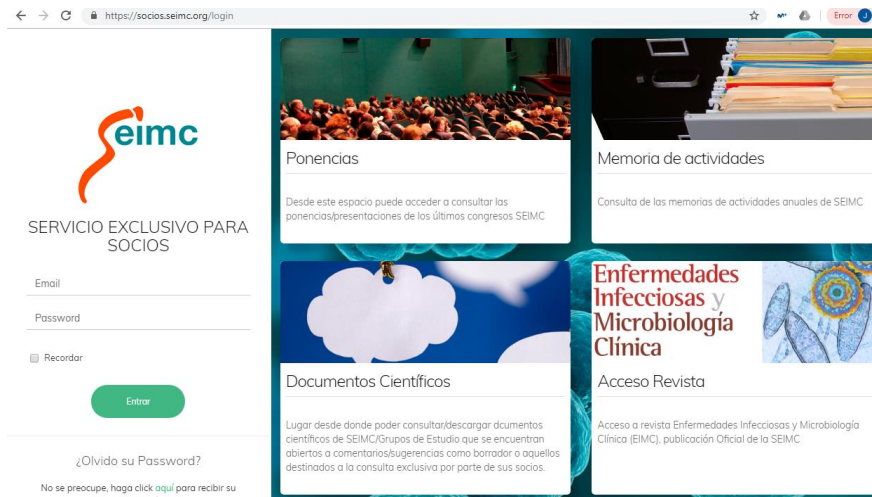 https://socios.seimc.org/login
Error
J
seimc
SERVICIO EXCLUSIVO PARA
SOCIOS
Email
Password
Recordar
Entrar
¿Olvido su Password?
No se preocupe, haga click aquí para recibir su
Ponencias
Desde este espacio puede acceder a consultar las
ponencias/presentaciones de los últimos congresos SEIMC
Memoria de actividades
Consulta de las memorias de actividades anuales de SEIMC
Documentos Científicos
Lugar desde donde poder consultar/descargar dcumentos
científicos de SEIMC/Grupos de Estudio que se encuentran
abiertos a comentarios/sugerencias como borrador o aquellos
destinados a la consulta exclusiva por parte de sus socios.
Enfermedades
Infecciosas y
Microbiología
Clínica
Acceso Revista
Acceso a revista Enfermedades Infecciosas y Microbiología
Clínica (EIMC), publicación Oficial de la SEIMC